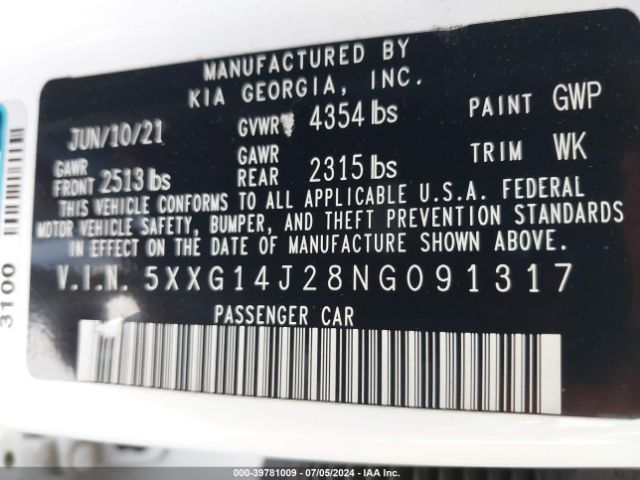 MANUFACTURED BY
KIA GEORGIA, INC.
JUN/10/21 GVWR 4354 lbs PAINT GWP
GAWR FRONT 2513 lbs GAWR REAR 2315 lbs TRIM WK
THIS VEHICLE CONFORMS TO ALL APPLICABLE U.S.A. FEDERAL
MOTOR VEHICLE SAFETY, BUMPER, AND THEFT PREVENTION STANDARDS
IN EFFECT ON THE DATE OF MANUFACTURE SHOWN ABOVE.
V.I.N. 5XXG14J28NG091317
PASSENGER CAR
3100
000-39781009 / 07/05/2024 - IAA Inc.